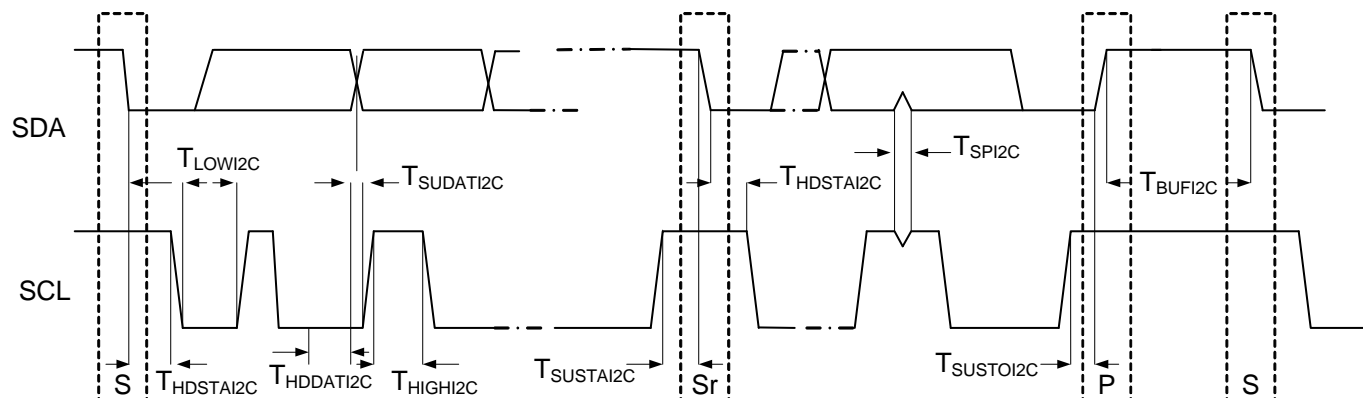 SDA
T_LOWI2C
T_SUDATI2C
T_HDSTAI2C
T_SPI2C
T_BUFI2C
SCL
S
T_HDSTAI2C
T_HDDATI2C
T_HIGHI2C
T_SUSTAI2C
Sr
T_SUSTOI2C
P
S